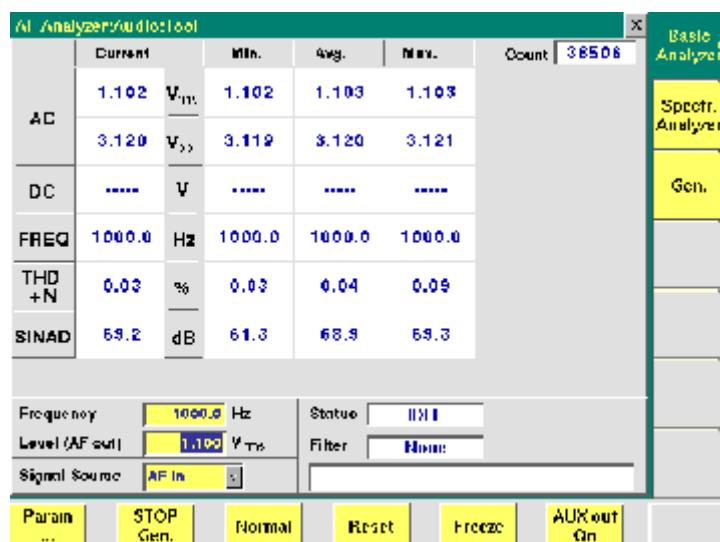 AF Analyzer/Audiotool
Basic Analyzer
Current Min. Avg. Max. Count 38506
AC
1.102 Vrms 1.102 1.103 1.103
3.120 Vpp 3.119 3.120 3.121
Spectr. Analyzer
DC ----- V ----- ----- -----
Gen.
FREQ 1000.0 Hz 1000.0 1000.0 1000.0
THD +N 0.03 % 0.03 0.04 0.09
SINAD 69.2 dB 61.3 68.9 69.3
Frequency 1000.0 Hz Status
Level (AF out) 1.100 Vrms Filter None
Signal Source AF In
Param ...
STOP Gen.
Normal
Reset
Freeze
AUX out On